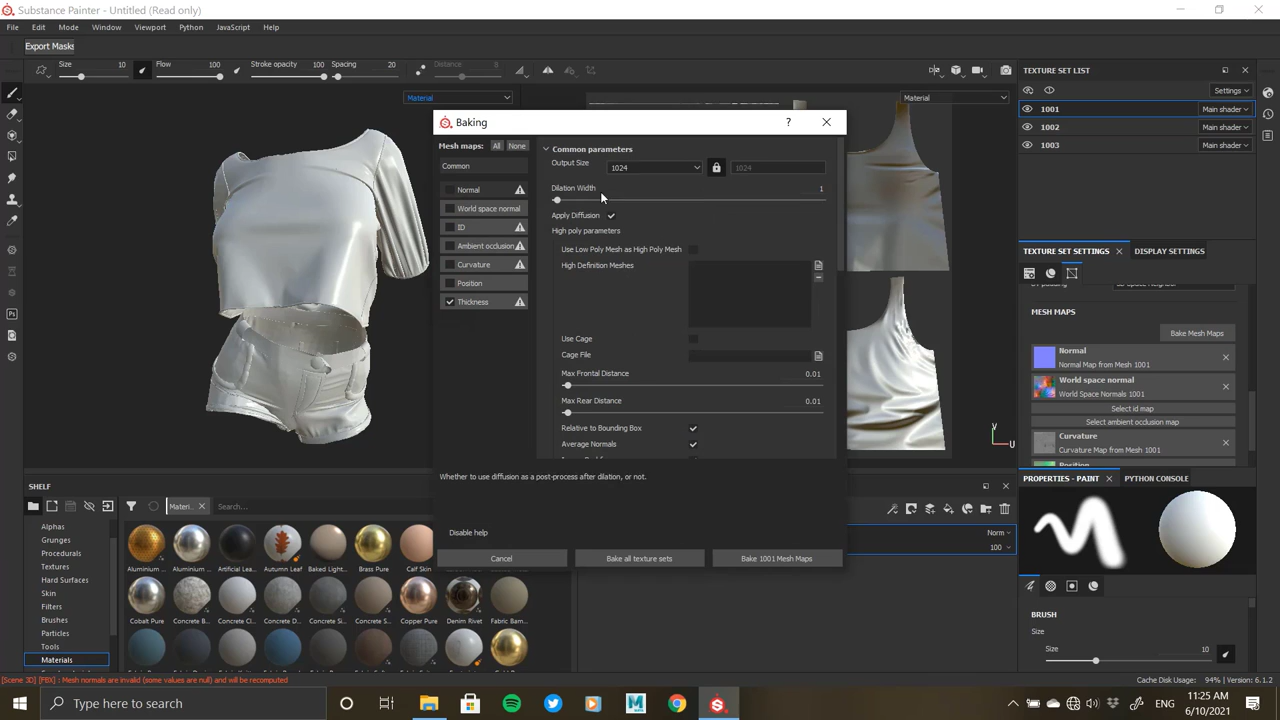 Substance Painter - Untitled (Read only)
File Edit Mode Window Viewport Python JavaScript Help
Export Masks
Size 10 Flow 100 Stroke opacity 100 Spacing 20 Distance 8
Material
Material
Baking
?
Mesh maps: All None
Common
Normal
World space normal
ID
Ambient occlusion
Curvature
Position
Thickness
Common parameters
Output Size 1024 1024
Dilation Width 1
Apply Diffusion
High poly parameters
Use Low Poly Mesh as High Poly Mesh
High Definition Meshes
Use Cage
Cage File
Max Frontal Distance 0.01
Max Rear Distance 0.01
Relative to Bounding Box
Average Normals
Whether to use diffusion as a post-process after dilation, or not.
Disable help
Cancel Bake all texture sets Bake 1001 Mesh Maps
TEXTURE SET LIST
Settings
1001 Main shader
1002 Main shader
1003 Main shader
TEXTURE SET SETTINGS DISPLAY SETTINGS
MESH MAPS
Bake Mesh Maps
Normal
Normal Map from Mesh 1001
World space normal
World Space Normals 1001
Select id map
Select ambient occlusion map
Curvature
Curvature Map from Mesh 1001
Position
Y
U
PROPERTIES - PAINT PYTHON CONSOLE
BRUSH
Size
Size 10
Norm
100
SHELF
Materi...
Search...
Alphas
Grunges
Procedurals
Textures
Hard Surfaces
Skin
Filters
Brushes
Particles
Tools
Materials
Aluminium ... Aluminium ... Artificial Lea... Autumn Leaf Baked Light... Brass Pure Calf Skin
Cobalt Pure Concrete B... Concrete Cl... Concrete D... Concrete Si... Concrete S... Copper Pure Denim Rivet Fabric Bam...
[Scene 3D] [FBX] : Mesh normals are invalid (some values are null) and will be recomputed
Cache Disk Usage: 94% | Version: 6.1.2
Type here to search
11:25 AM
6/10/2021